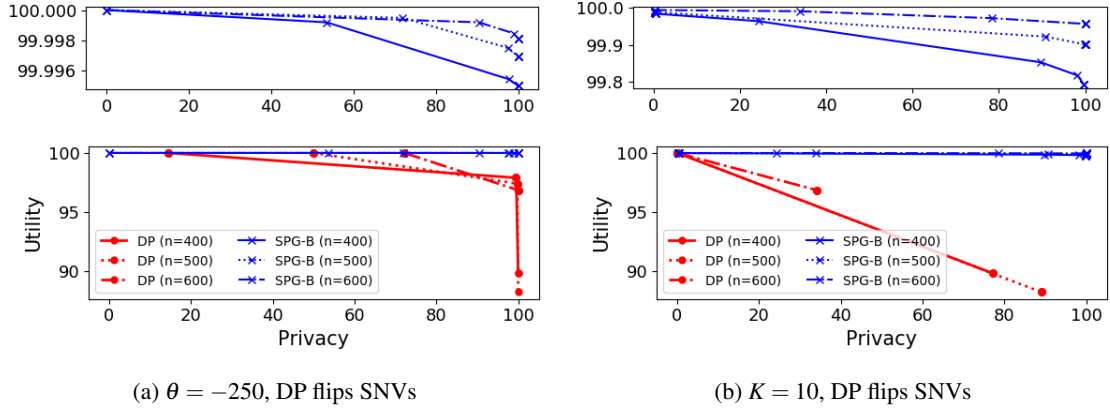 100.000
99.998
99.996
0 20 40 60 80 100
100
95
90
Utility
DP (n=400)
DP (n=500)
DP (n=600)
SPG-B (n=400)
SPG-B (n=500)
SPG-B (n=600)
0 20 40 60 80 100
Privacy
(a) θ = −250, DP flips SNVs
100.0
99.9
99.8
0 20 40 60 80 100
100
95
90
Utility
DP (n=400)
DP (n=500)
DP (n=600)
SPG-B (n=400)
SPG-B (n=500)
SPG-B (n=600)
0 20 40 60 80 100
Privacy
(b) K = 10, DP flips SNVs